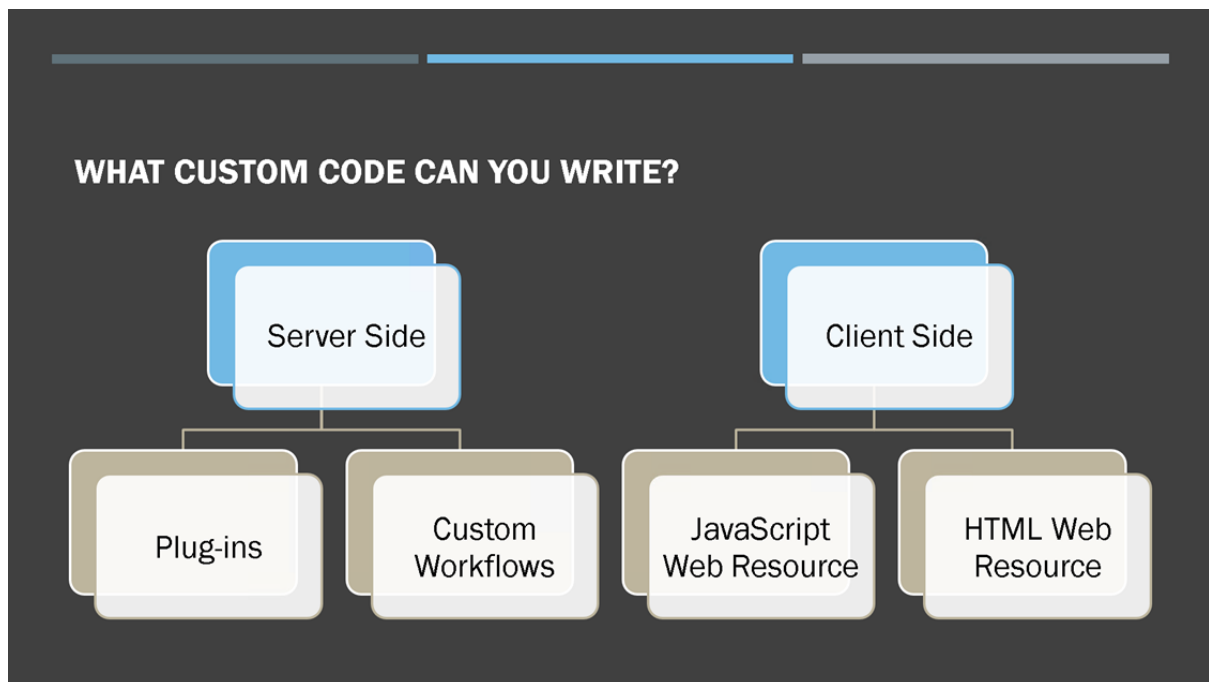 WHAT CUSTOM CODE CAN YOU WRITE?
Server Side
Client Side
Plug-ins
Custom
Workflows
JavaScript
Web Resource
HTML Web
Resource